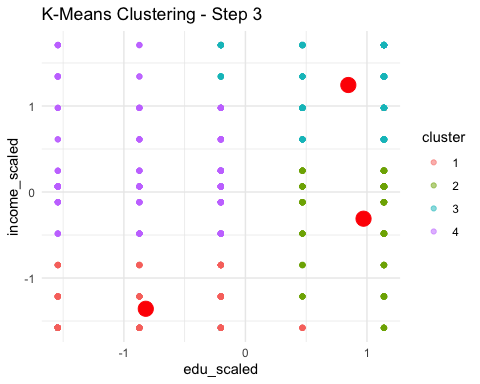 K-Means Clustering - Step 3
income_scaled
1
0
-1
-1
0
1
edu_scaled
cluster
1
2
3
4